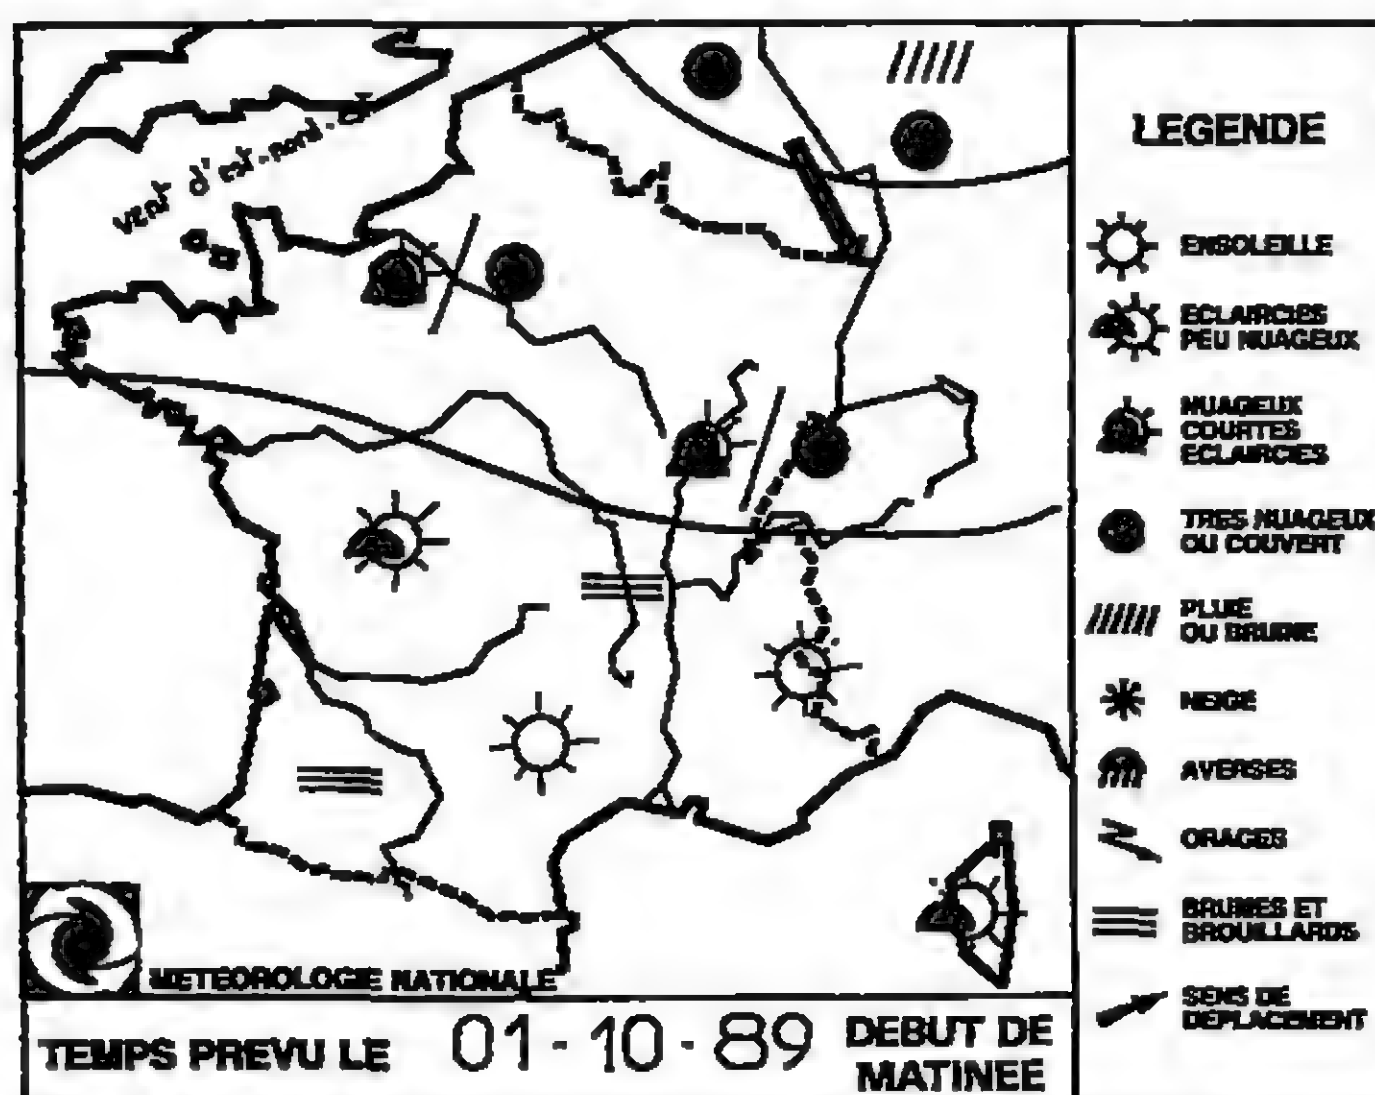 vent d'est-nord-
METEOROLOGIE NATIONALE
TEMPS PREVU LE 01-10-89 DEBUT DE
MATINEE
LEGENDE
ENSOLEILLE
ECLAIRCIES
PEU NUAGEUX
NUAGEUX
COURTES
ECLAIRCIES
TRES NUAGEUX
OU COUVERT
PLUIE
OU BRUINE
NEIGE
AVERSES
ORAGES
BRUMES ET
BROUILLARDS
SENS DE
DEPLACEMENT